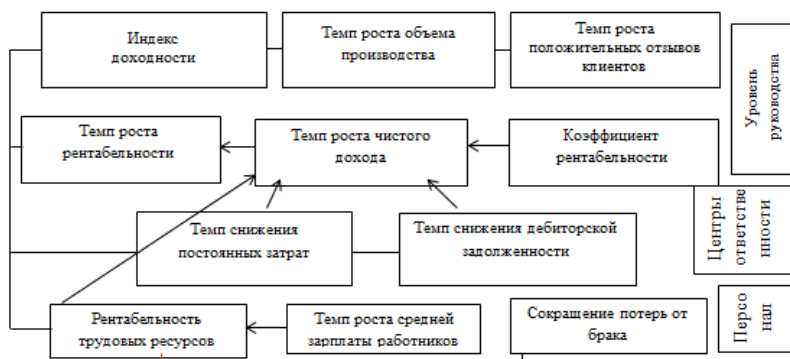 Индекс
доходности
Темп роста объема
производства
Темп роста
положительных отзывов
клиентов
Уровень
руководства
Темп роста
рентабельности
Темп роста чистого
дохода
Коэффициент
рентабельности
Темп снижения
постоянных затрат
Темп снижения дебиторской
задолженности
Центры
ответстве
нности
Рентабельность
трудовых ресурсов
Темп роста средней
зарплаты работников
Сокращение потерь от
брака
Персо
нал